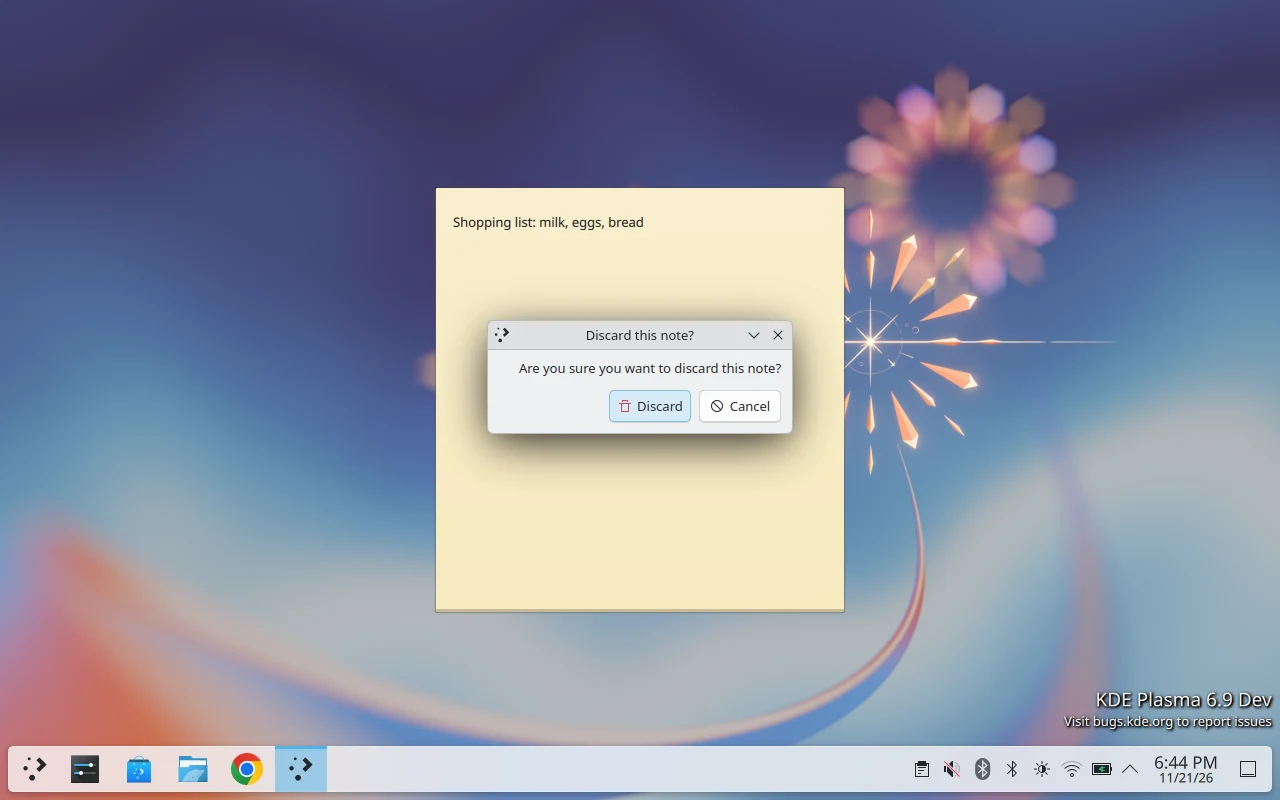 Shopping list: milk, eggs, bread
Discard this note?
Are you sure you want to discard this note?
Discard
Cancel
KDE Plasma 6.9 Dev
Visit bugs.kde.org to report issues
6:44 PM
11/21/26